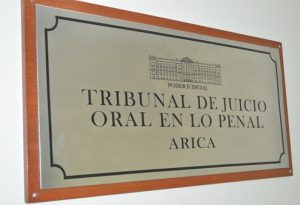 PODER JUDICIAL
TRIBUNAL DE JUICIO
ORAL EN LO PENAL
ARICA